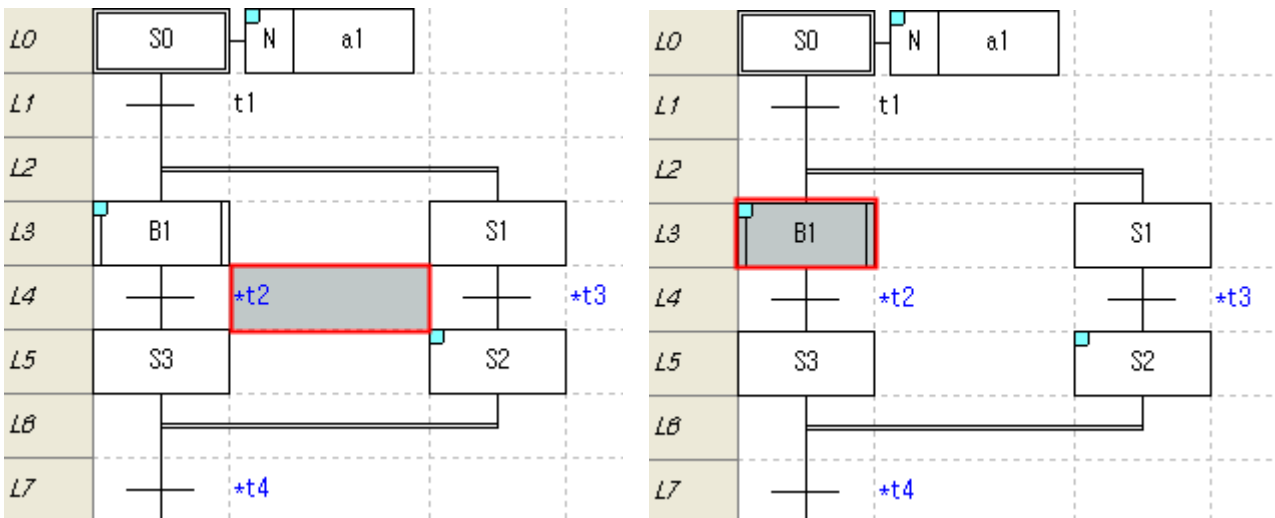 L0 S0 N a1
L1 t1
L2
L3 B1 S1
L4 *t2 *t3
L5 S3 S2
L6
L7 *t4
L0 S0 N a1
L1 t1
L2
L3 B1 S1
L4 *t2 *t3
L5 S3 S2
L6
L7 *t4